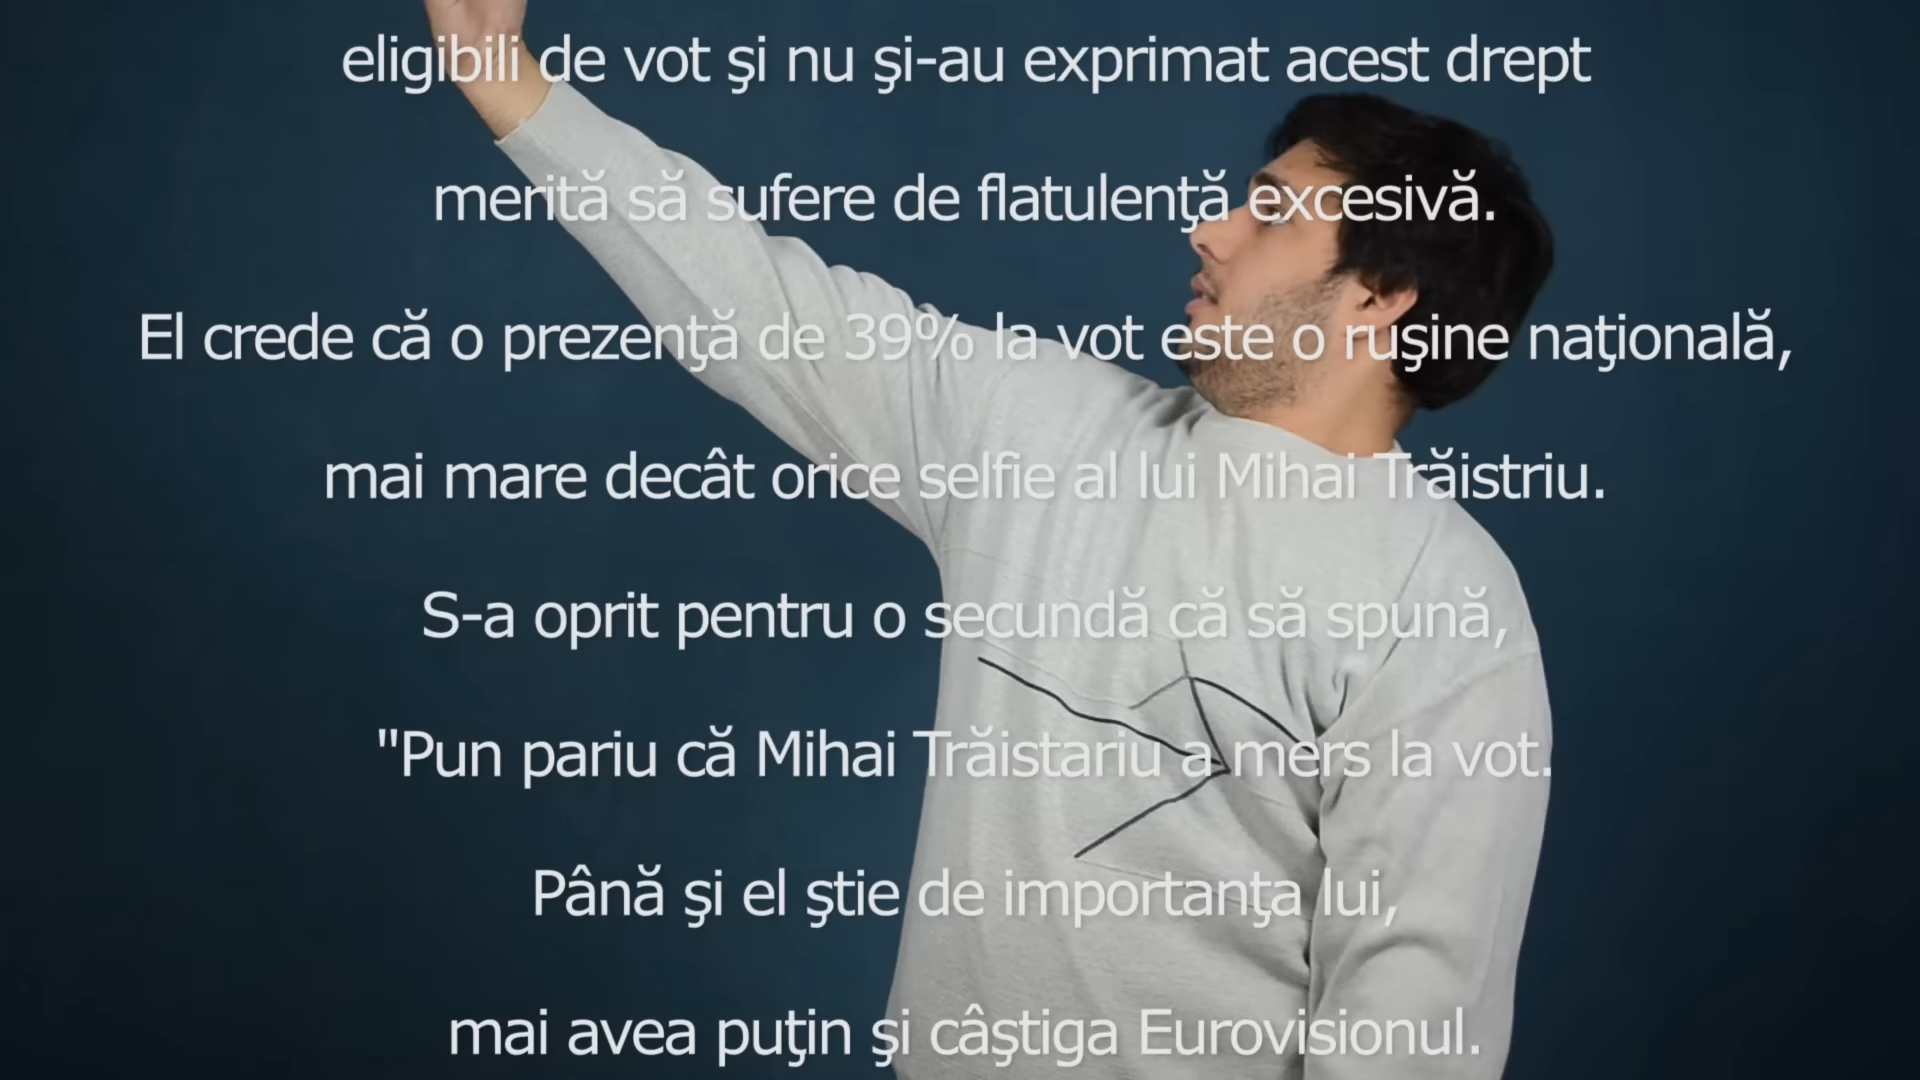 eligibili de vot şi nu şi-au exprimat acest drept
merită să sufere de flatulenţă excesivă.
El crede că o prezenţă de 39% la vot este o ruşine naţională,
mai mare decât orice selfie al lui Mihai Trăistriu.
S-a oprit pentru o secundă că să spună,
"Pun pariu că Mihai Trăistariu a mers la vot.
Până şi el ştie de importanţa lui,
mai avea puţin şi câştiga Eurovisionul.